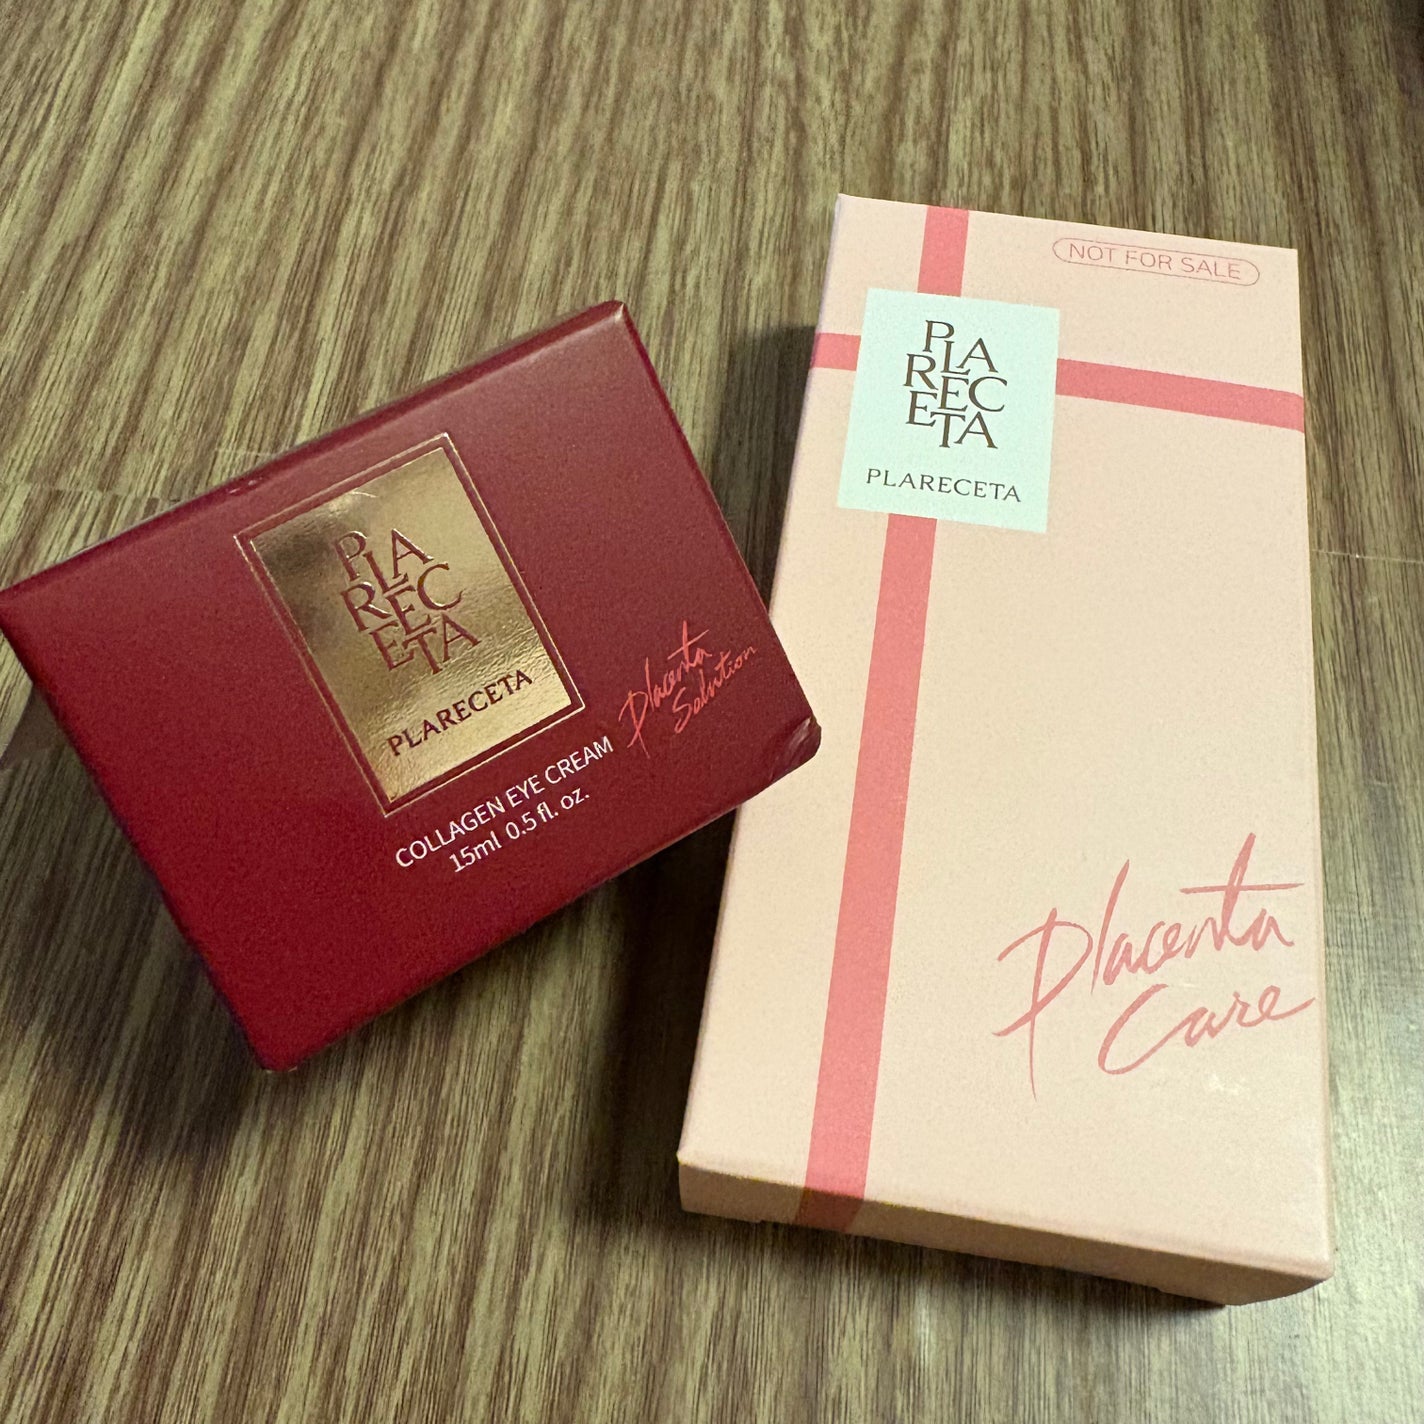 PLA
REC
ETA
PLARECETA
COLLAGEN EYE CREAM
15ml 0.5 fl. oz.
Placenta
Solution
NOT FOR SALE
PLA
REC
ETA
PLARECETA
Placenta
Care